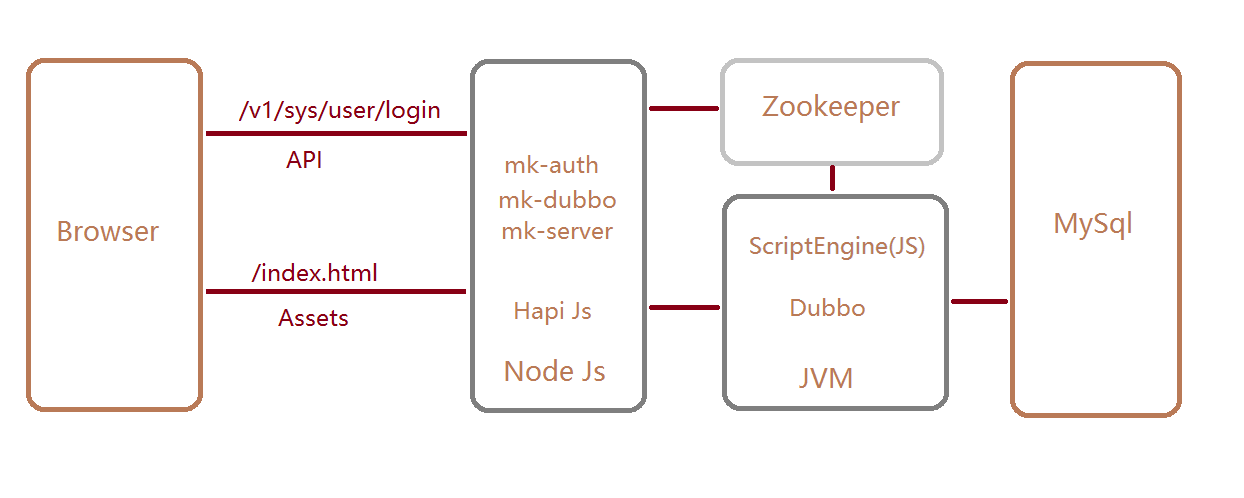 Browser
/v1/sys/user/login
API
/index.html
Assets
mk-auth
mk-dubbo
mk-server
Hapi Js
Node Js
Zookeeper
ScriptEngine(JS)
Dubbo
JVM
MySql